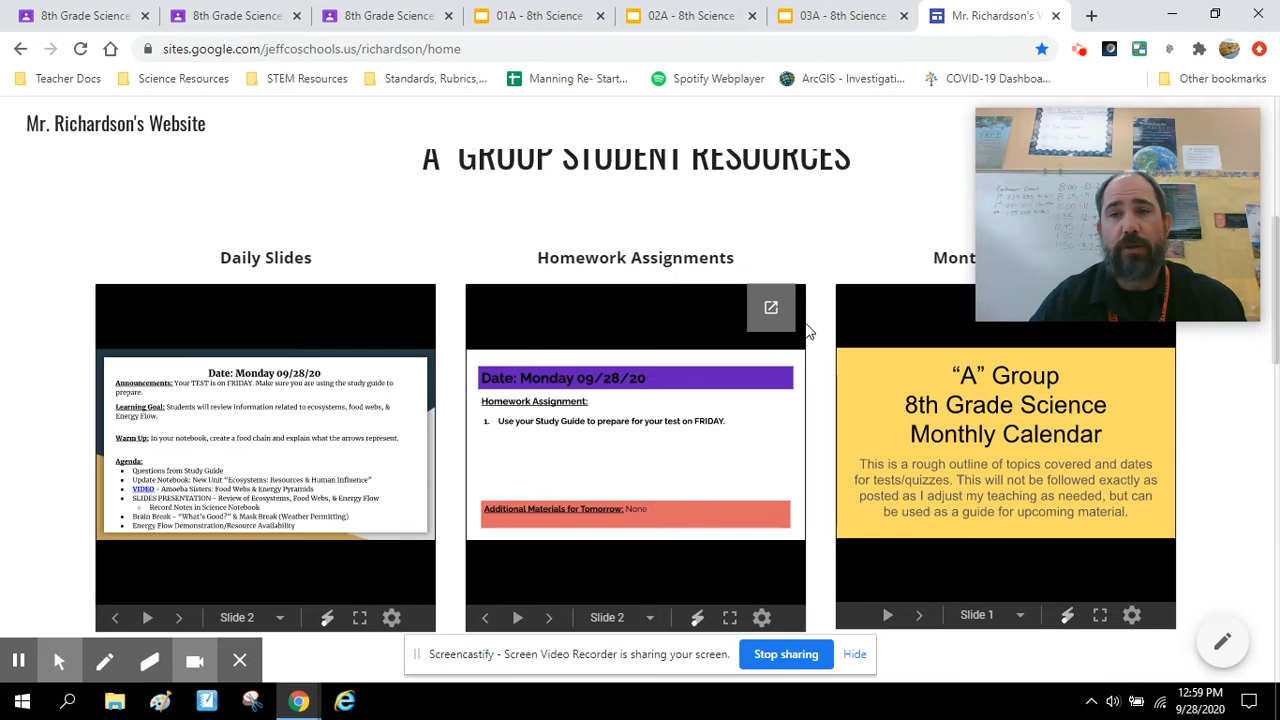 8th Grade Science
8th Grade Science
8th Grade Science
01A - 8th Science
02A - 8th Science
03A - 8th Science
Mr. Richardson's We
sites.google.com/jeffcoschools.us/richardson/home
Teacher Docs
Science Resources
STEM Resources
Standards, Rubrics,...
Manning Re- Start...
Spotify Webplayer
ArcGIS - Investigati...
COVID-19 Dashboa...
Other bookmarks
Mr. Richardson's Website
"A" GROUP STUDENT RESOURCES
Daily Slides
Homework Assignments
Mont
Date: Monday 09/28/20
Announcements: Your TEST is on FRIDAY. Make sure you are using the study guide to
prepare.
Learning Goal: Students will review information related to ecosystems, food webs, &
Energy Flow.
Warm Up: In your notebook, create a food chain and explain what the arrows represent.
Agenda:
Questions from Study Guide
Update Notebook: New Unit "Ecosystems: Resources & Human Influence"
VIDEO - Amoeba Sisters: Food Webs & Energy Pyramids
SLIDES PRESENTATION - Review of Ecosystems, Food Webs, & Energy Flow
Record Notes in Science Notebook
Brain Break - "What's Good?" & Mask Break (Weather Permitting)
Energy Flow Demonstration/Resource Availability
Slide 2
Date: Monday 09/28/20
Homework Assignment:
1. Use your Study Guide to prepare for your test on FRIDAY.
Additional Materials for Tomorrow: None
Slide 2
"A" Group
8th Grade Science
Monthly Calendar
This is a rough outline of topics covered and dates
for tests/quizzes. This will not be followed exactly as
posted as I adjust my teaching as needed, but can
be used as a guide for upcoming material.
Slide 1
Screencastify - Screen Video Recorder is sharing your screen.
Stop sharing
Hide
12:59 PM
9/28/2020